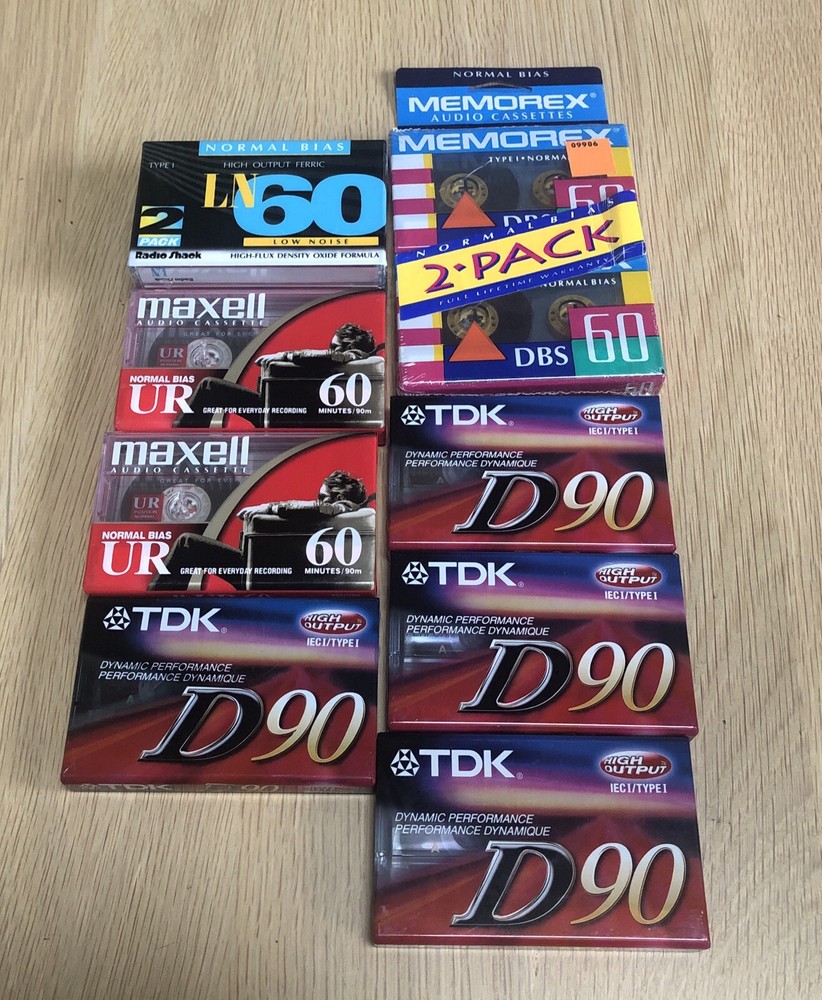 NORMAL BIAS
TYPE I
HIGH OUTPUT FERRIC
LN60
2
PACK
LOW NOISE
Radio Shack
HIGH-FLUX DENSITY OXIDE FORMULA
maxell
AUDIO CASSETTE
UR
NORMAL BIAS
UR
GREAT FOR EVERYDAY RECORDING
60
MINUTES/90m
maxell
AUDIO CASSETTE
UR
NORMAL BIAS
UR
GREAT FOR EVERYDAY RECORDING
60
MINUTES/90m
TDK®
HIGH OUTPUT
IEC I/TYPE I
DYNAMIC PERFORMANCE
PERFORMANCE DYNAMIQUE
D90
TDK D 90
NORMAL BIAS
MEMOREX®
AUDIO CASSETTES
MEMOREX
09906
TYPE I • NORMA
60
DBS
NORMAL BIAS
2•PACK
FULL LIFETIME WARRANTY
NORMAL BIAS
DBS 60
TDK®
HIGH OUTPUT
IEC I/TYPE I
DYNAMIC PERFORMANCE
PERFORMANCE DYNAMIQUE
D90
TDK®
HIGH OUTPUT
IEC I/TYPE I
DYNAMIC PERFORMANCE
PERFORMANCE DYNAMIQUE
A
D90
TDK®
HIGH OUTPUT
IEC I/TYPE I
DYNAMIC PERFORMANCE
PERFORMANCE DYNAMIQUE
D90